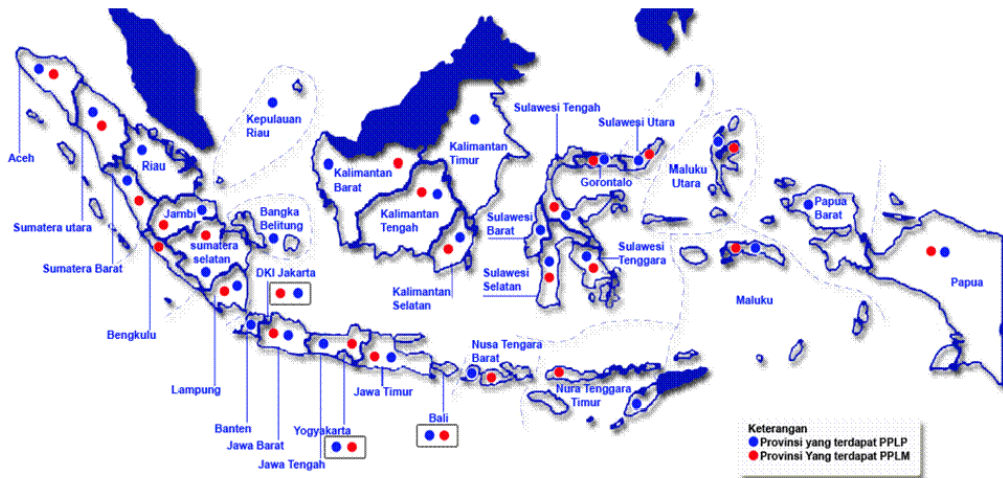 Sulawesi Tengah
Kepulauan
Riau
Sulawesi Utara
Kalimantan
Timur
Aceh
Riau
Kalimantan
Barat
Gorontalo
Maluku
Utara
Jambi
Bangka
Belitung
Kalimantan
Tengah
Sulawesi
Barat
Papua
Barat
Sumatera utara
sumatera
selatan
Sulawesi
Tenggara
Sumatera Barat
DKI Jakarta
Kalimantan
Selatan
Sulawesi
Selatan
Papua
Maluku
Bengkulu
Nusa Tengara
Barat
Lampung
Jawa Timur
Nura Tenggara
Timur
Banten
Yogyakarta
Bali
Jawa Barat
Jawa Tengah
Keterangan
Provinsi yang terdapat PPLP
Provinsi Yang terdapat PPLM